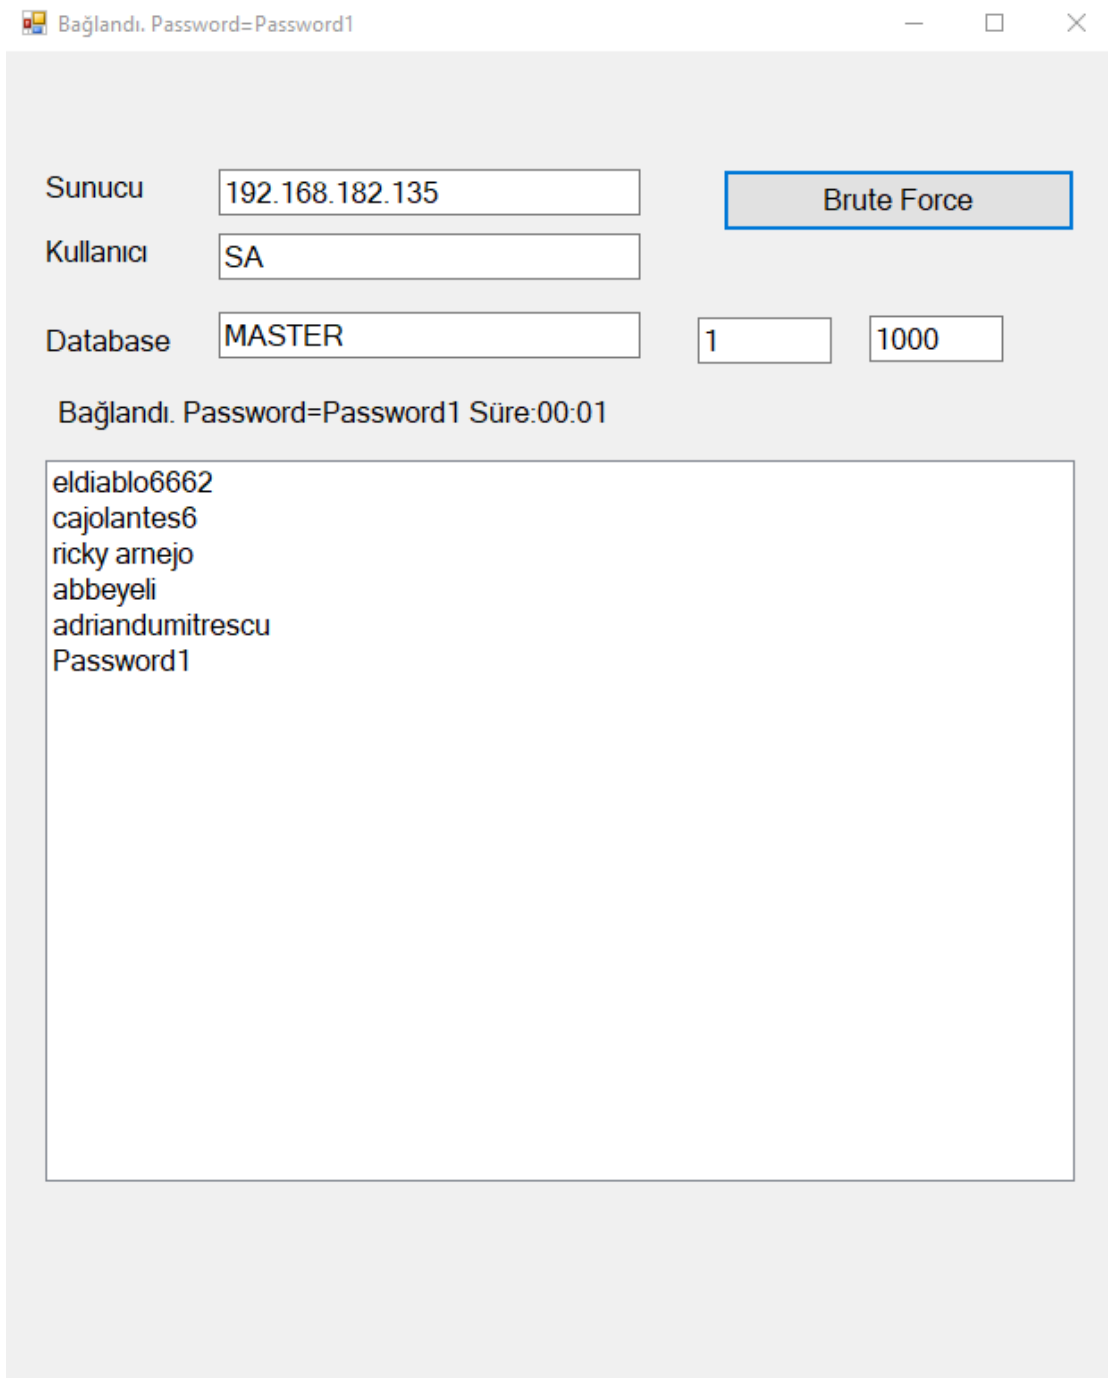 Bağlandı. Password=Password1
Sunucu 192.168.182.135 Brute Force
Kullanıcı SA
Database MASTER 1 1000
Bağlandı. Password=Password1 Süre:00:01
eldiablo6662
cajolantes6
ricky arnejo
abbeyeli
adriandumitrescu
Password1